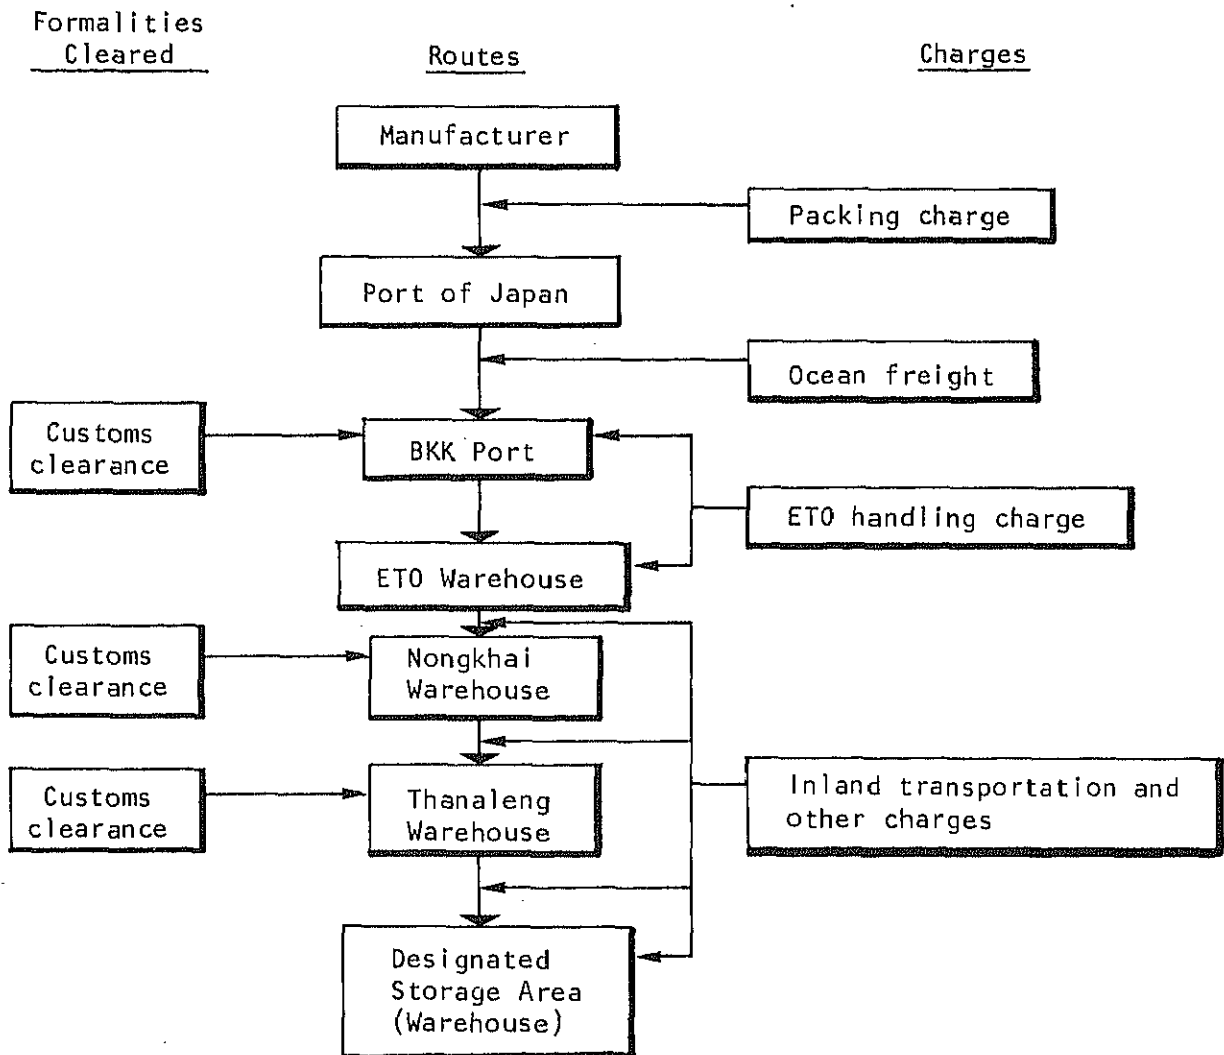 Formalities
Cleared
Routes
Charges
Manufacturer
Packing charge
Port of Japan
Ocean freight
Customs
clearance
BKK Port
ETO handling charge
ETO Warehouse
Customs
clearance
Nongkhai
Warehouse
Customs
clearance
Thanaleng
Warehouse
Inland transportation and
other charges
Designated
Storage Area
(Warehouse)